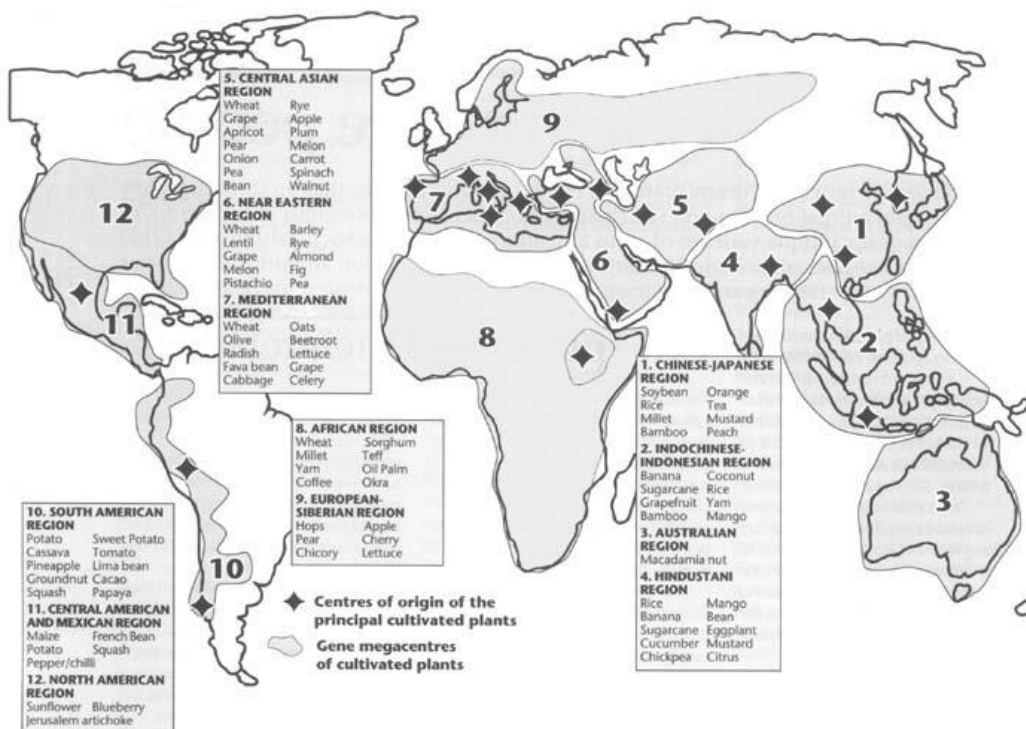 5. CENTRAL ASIAN
REGION
Wheat Rye
Grape Apple
Apricot Plum
Pear Melon
Onion Carrot
Pea Spinach
Bean Walnut
6. NEAR EASTERN
REGION
Wheat Barley
Lentil Rye
Grape Almond
Melon Fig
Pistachio Pea
7. MEDITERRANEAN
REGION
Wheat Oats
Olive Beetroot
Radish Lettuce
Fava bean Grape
Cabbage Celery
9
12
7
5
1
6
4
11
8
2
3
10
8. AFRICAN REGION
Wheat Sorghum
Millet Teff
Yam Oil Palm
Coffee Okra
9. EUROPEAN-
SIBERIAN REGION
Hops Apple
Pear Cherry
Chicory Lettuce
1. CHINESE-JAPANESE
REGION
Soybean Orange
Rice Tea
Millet Mustard
Bamboo Peach
2. INDOCHINESE-
INDONESIAN REGION
Banana Coconut
Sugarcane Rice
Grapefruit Yam
Bamboo Mango
3. AUSTRALIAN
REGION
Macadamia nut
4. HINDUSTANI
REGION
Rice Mango
Banana Bean
Sugarcane Eggplant
Cucumber Mustard
Chickpea Citrus
10. SOUTH AMERICAN
REGION
Potato Sweet Potato
Cassava Tomato
Pineapple Lima bean
Groundnut Cacao
Squash Papaya
11. CENTRAL AMERICAN
AND MEXICAN REGION
Maize French Bean
Potato Squash
Pepper/chilli
12. NORTH AMERICAN
REGION
Sunflower Blueberry
Jerusalem artichoke
Centres of origin of the
principal cultivated plants
Gene megacentres
of cultivated plants